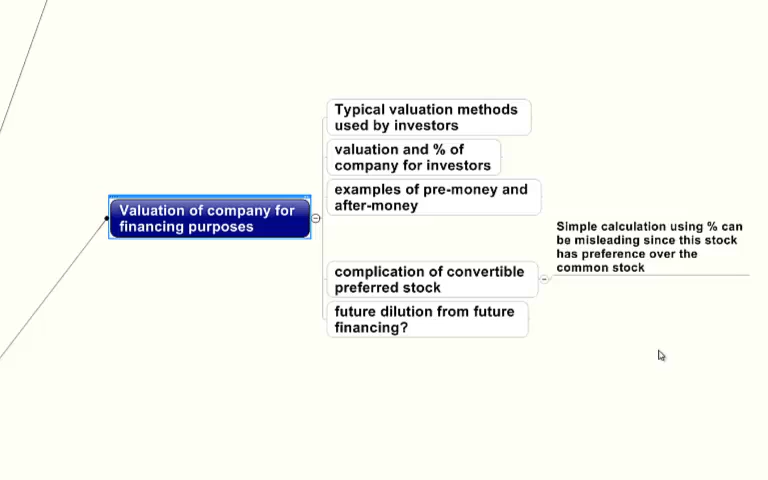 Typical valuation methods
used by investors
valuation and % of
company for investors
examples of pre-money and
after-money
Valuation of company for
financing purposes
Simple calculation using % can
be misleading since this stock
has preference over the
common stock
complication of convertible
preferred stock
future dilution from future
financing?